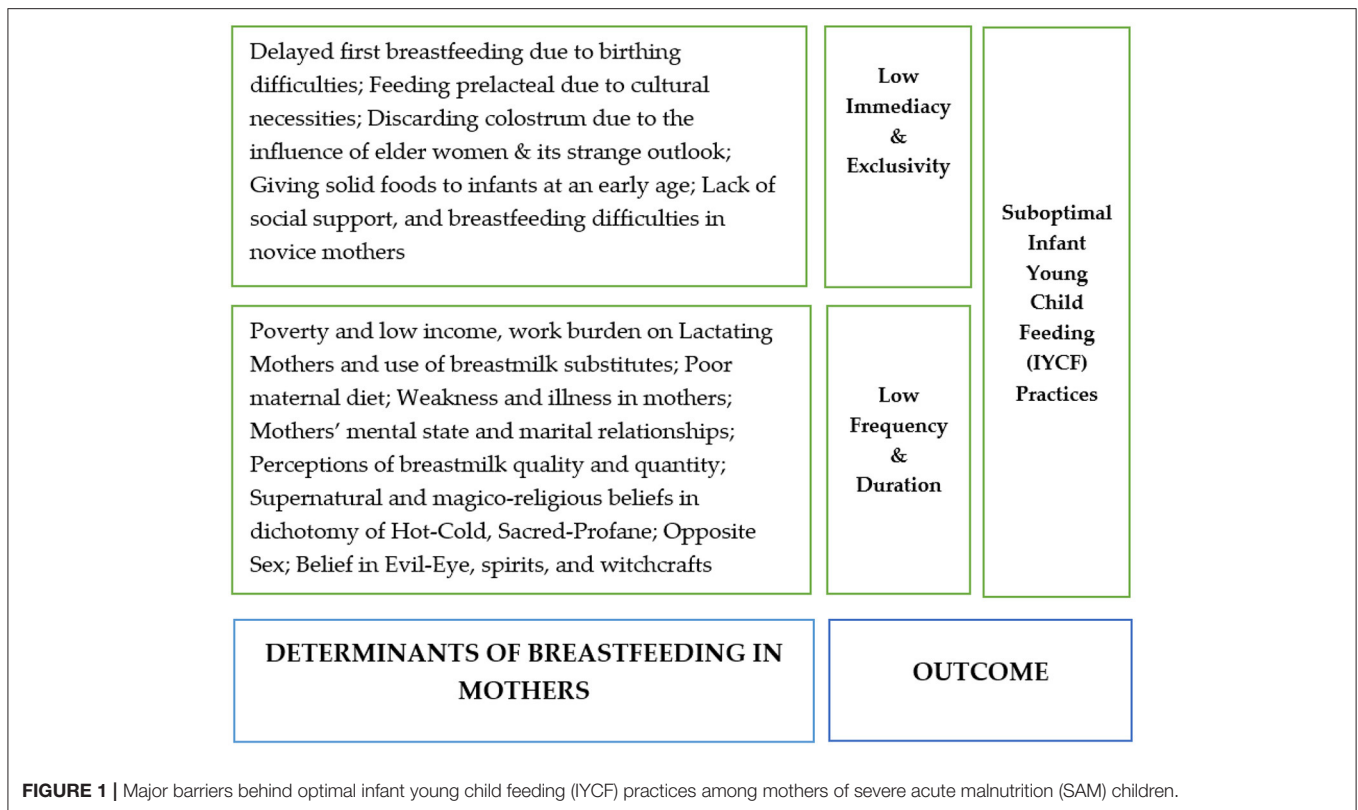 Delayed first breastfeeding due to birthing
difficulties; Feeding prelacteal due to cultural
necessities; Discarding colostrum due to the
influence of elder women & its strange outlook;
Giving solid foods to infants at an early age; Lack of
social support, and breastfeeding difficulties in
novice mothers
Low
Immediacy
&
Exclusivity
Poverty and low income, work burden on Lactating
Mothers and use of breastmilk substitutes; Poor
maternal diet; Weakness and illness in mothers;
Mothers' mental state and marital relationships;
Perceptions of breastmilk quality and quantity;
Supernatural and magico-religious beliefs in
dichotomy of Hot-Cold, Sacred-Profane; Opposite
Sex; Belief in Evil-Eye, spirits, and witchcrafts
Low
Frequency
&
Duration
Suboptimal
Infant
Young
Child
Feeding
(IYCF)
Practices
DETERMINANTS OF BREASTFEEDING IN
MOTHERS
OUTCOME
FIGURE 1 | Major barriers behind optimal infant young child feeding (IYCF) practices among mothers of severe acute malnutrition (SAM) children.